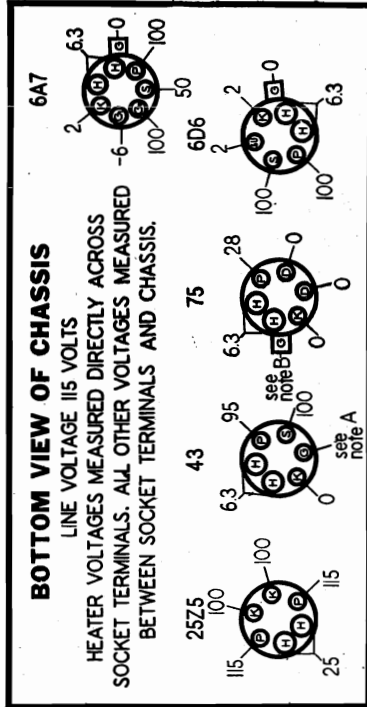 BOTTOM VIEW OF CHASSIS
LINE VOLTAGE 115 VOLTS
HEATER VOLTAGES MEASURED DIRECTLY ACROSS
SOCKET TERMINALS. ALL OTHER VOLTAGES MEASURED
BETWEEN SOCKET TERMINALS AND CHASSIS.
6A7
2
6.3
0
100
50
100
-6
K
H
H
G
P
S
G
G
25Z5
115
100
100
115
25
P
K
K
P
H
H
43
6.3
95
100
see
note A
0
H
H
P
S
G
K
75
6.3
28
0
0
0
see
note B
H
H
P
D
D
K
G
6D6
2
2
0
6.3
100
100
K
G
H
H
P
S